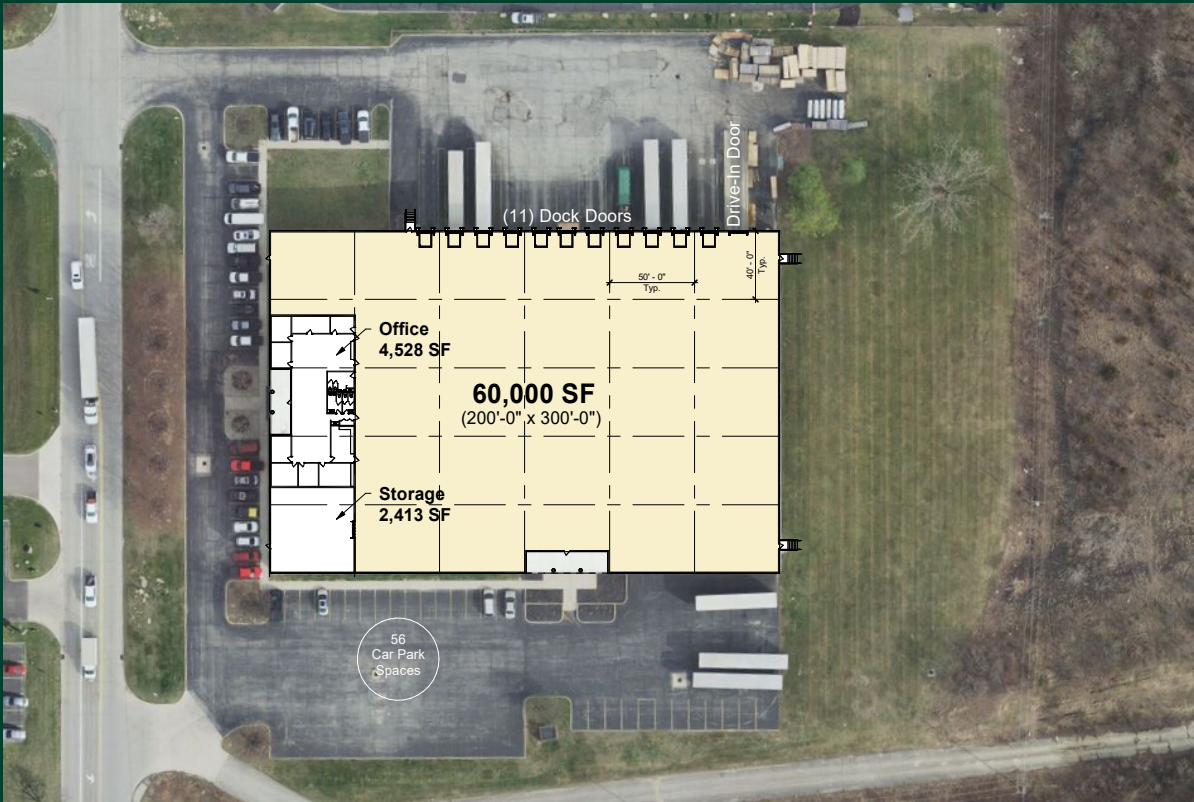 Drive-In Door
(11) Dock Doors
50' - 0"
Typ.
40' - 0"
Typ.
Office
4,528 SF
60,000 SF
(200'-0" x 300'-0")
Storage
2,413 SF
56
Car Park
Spaces